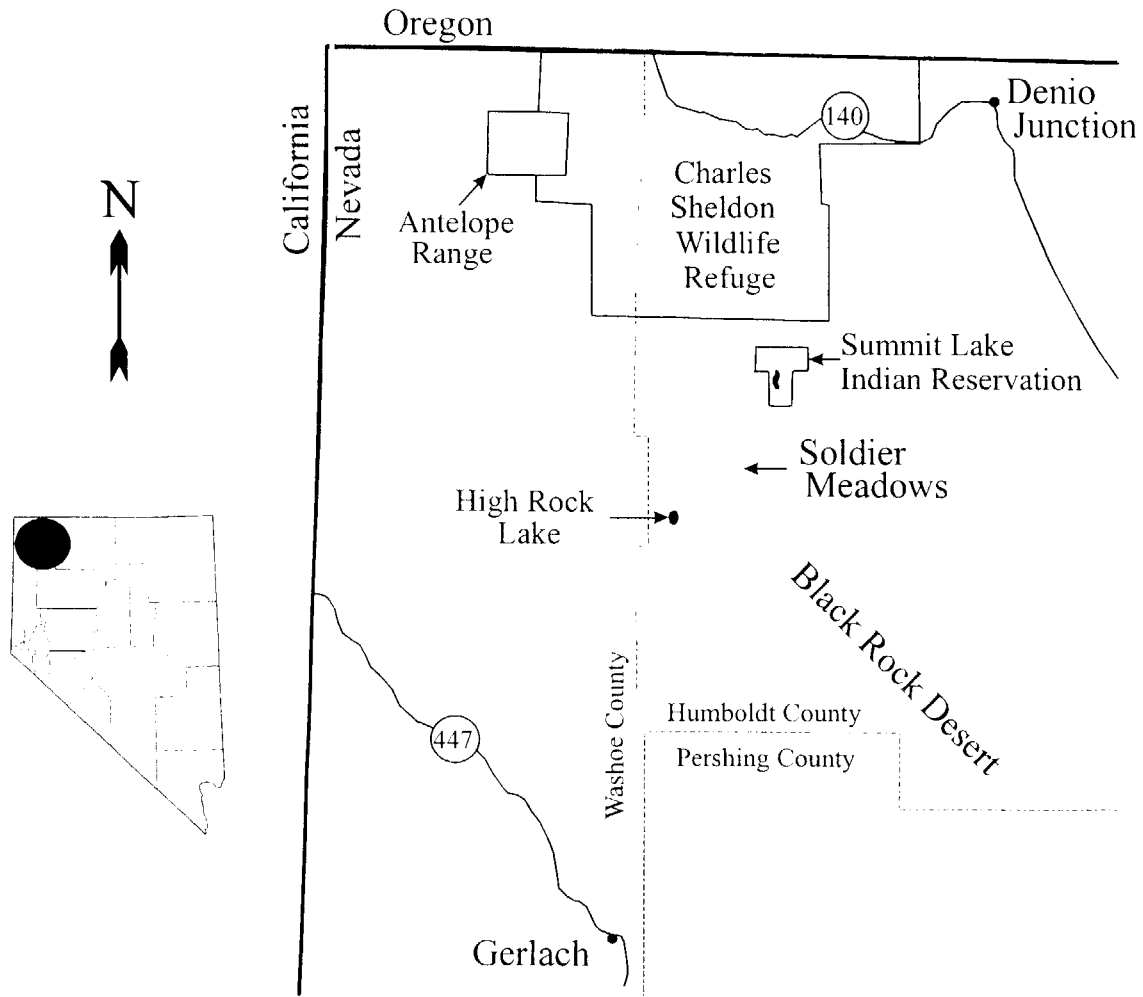 Oregon
California
Nevada
N
140
Denio
Junction
Charles
Sheldon
Wildlife
Refuge
Antelope
Range
Summit Lake
Indian Reservation
Soldier
Meadows
High Rock
Lake
Black Rock Desert
Washoe County
Humboldt County
Pershing County
447
Gerlach